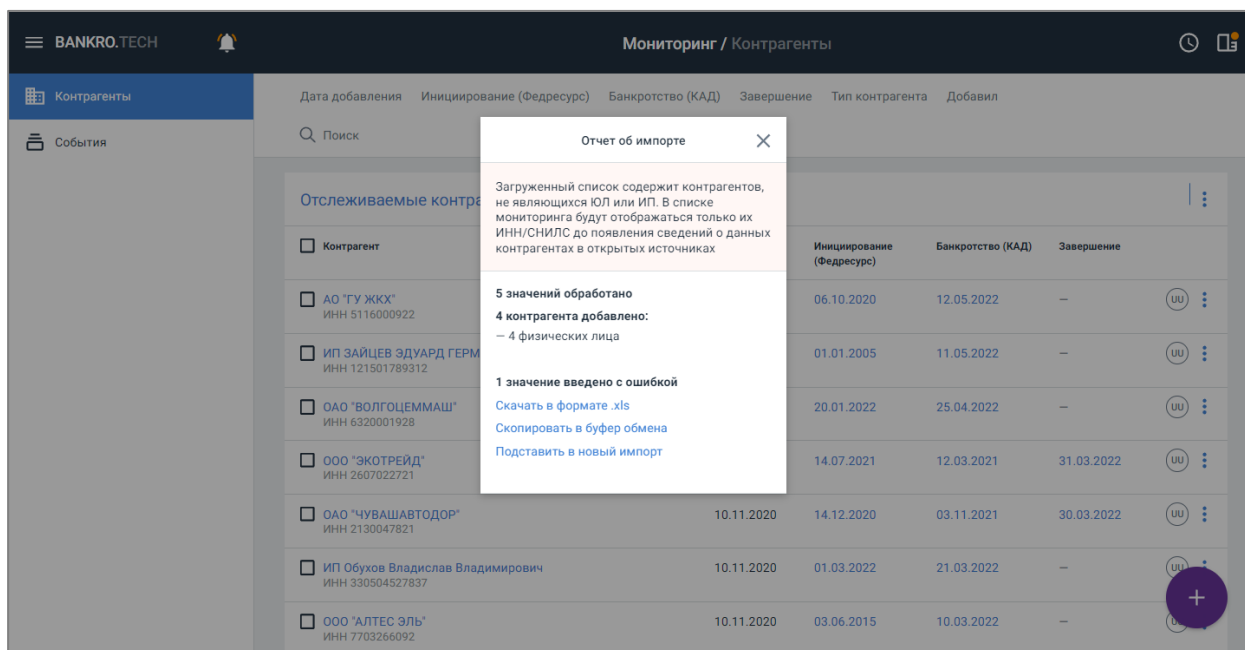 BANKRO.TECH
Мониторинг / Контрагенты
Контрагенты
События
Дата добавления Инициирование (Федресурс) Банкротство (КАД) Завершение Тип контрагента Добавил
Поиск
Отчет об импорте
Загруженный список содержит контрагентов,
не являющихся ЮЛ или ИП. В списке
мониторинга будут отображаться только их
ИНН/СНИЛС до появления сведений о данных
контрагентах в открытых источниках
5 значений обработано
4 контрагента добавлено:
— 4 физических лица
1 значение введено с ошибкой
Скачать в формате .xls
Скопировать в буфер обмена
Подставить в новый импорт
Отслеживаемые контра
Контрагент Инициирование Банкротство (КАД) Завершение
(Федресурс)
АО "ГУ ЖКХ" 06.10.2020 12.05.2022 — UU
ИНН 5116000922
ИП ЗАЙЦЕВ ЭДУАРД ГЕРМ 01.01.2005 11.05.2022 — UU
ИНН 121501789312
ОАО "ВОЛГОЦЕММАШ" 20.01.2022 25.04.2022 — UU
ИНН 6320001928
ООО "ЭКОТРЕЙД" 14.07.2021 12.03.2021 31.03.2022 UU
ИНН 2607022721
ОАО "ЧУВАШАВТОДОР" 10.11.2020 14.12.2020 03.11.2021 30.03.2022 UU
ИНН 2130047821
ИП Обухов Владислав Владимирович 10.11.2020 01.03.2022 21.03.2022 — UU
ИНН 330504527837
ООО "АЛТЕС ЭЛЬ" 10.11.2020 03.06.2015 10.03.2022 —
ИНН 7703266092